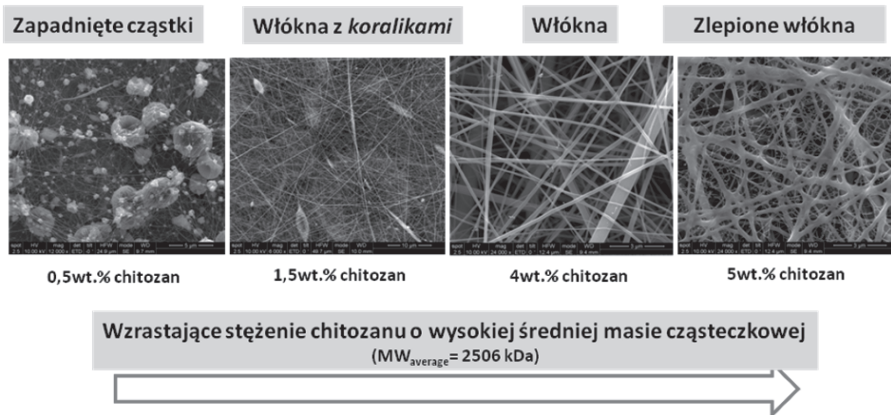 Zapadnięte cząstki
Włókna z koralikami
Włókna
Zlepione włókna
0,5wt.% chitozan
1,5wt.% chitozan
4wt.% chitozan
5wt.% chitozan
Wzrastające stężenie chitozanu o wysokiej średniej masie cząsteczkowej
(MWaverage= 2506 kDa)